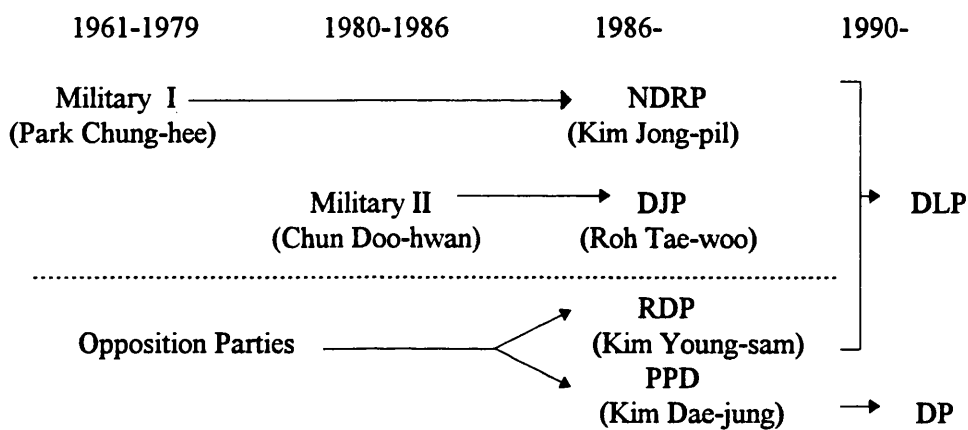 1961-1979 1980-1986 1986- 1990-
Military I NDRP
(Park Chung-hee) (Kim Jong-pil)
Military II DJP DLP
(Chun Doo-hwan) (Roh Tae-woo)
RDP
Opposition Parties (Kim Young-sam)
PPD
(Kim Dae-jung) DP